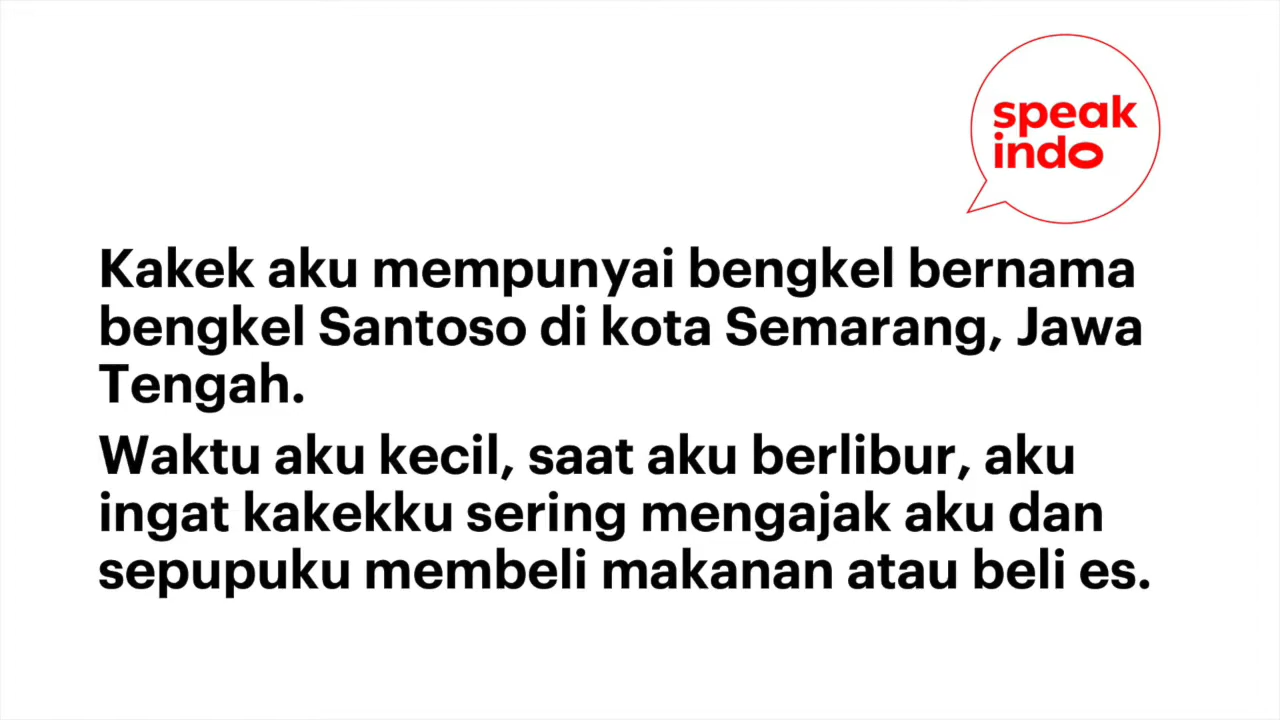 speak
indo
Kakek aku mempunyai bengkel bernama
bengkel Santoso di kota Semarang, Jawa
Tengah.
Waktu aku kecil, saat aku berlibur, aku
ingat kakekku sering mengajak aku dan
sepupuku membeli makanan atau beli es.